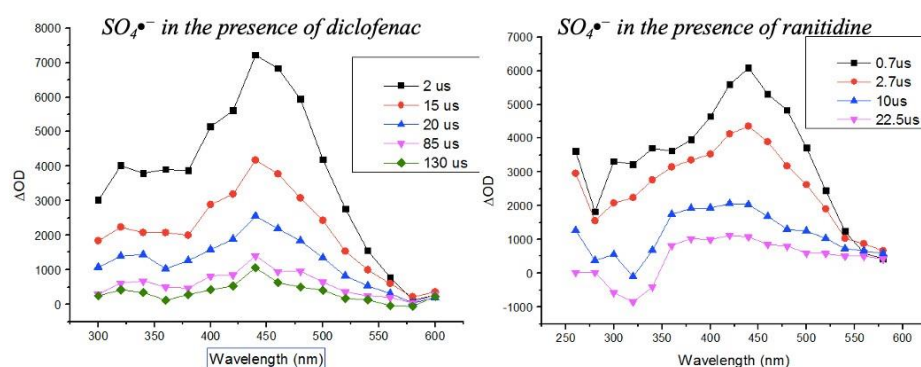 SO4•− in the presence of diclofenac
8000
7000
6000
5000
4000
3000
2000
1000
0
ΔOD
2 us
15 us
20 us
85 us
130 us
300 350 400 450 500 550 600
Wavelength (nm)
SO4•− in the presence of ranitidine
7000
6000
5000
4000
3000
2000
1000
0
-1000
ΔOD
0.7us
2.7us
10us
22.5us
250 300 350 400 450 500 550 600
Wavelength (nm)